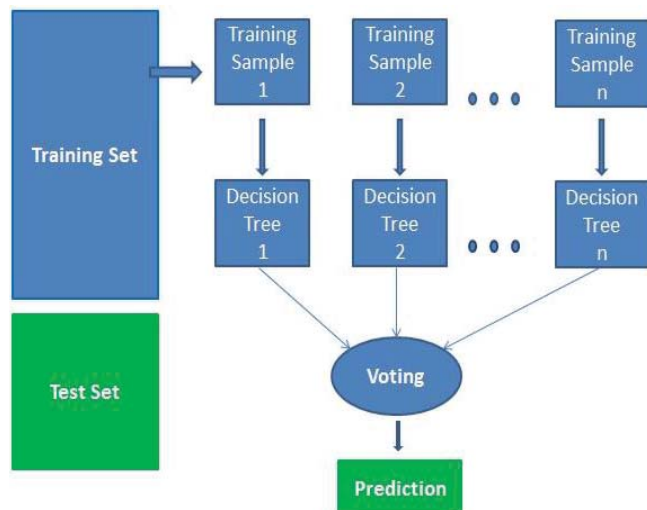 Training Set
Training
Sample
1
Training
Sample
2
Training
Sample
n
Decision
Tree
1
Decision
Tree
2
Decision
Tree
n
Test Set
Voting
Prediction